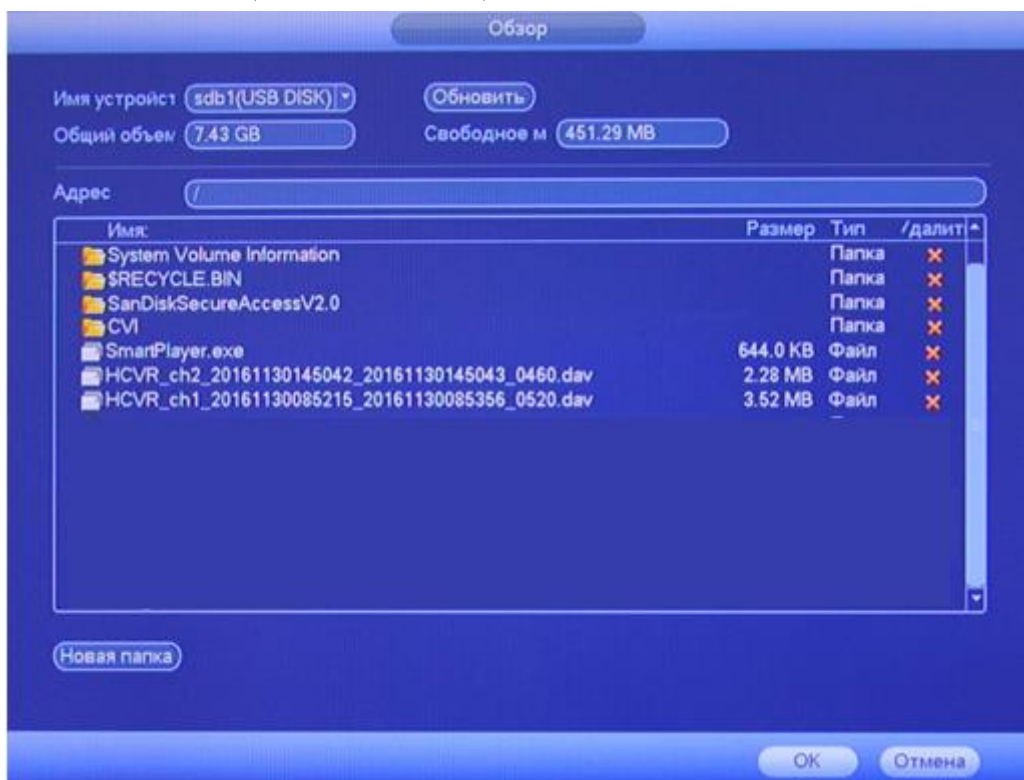 Обзор
Имя устройст sdb1(USB DISK) Обновить
Общий объем 7.43 GB Свободное м 451.29 MB
Адрес /
Имя: Размер Тип /далит
System Volume Information Папка
$RECYCLE.BIN Папка
SanDiskSecureAccessV2.0 Папка
CVI Папка
SmartPlayer.exe 644.0 KB Файл
HCVR_ch2_20161130145042_20161130145043_0460.dav 2.28 MB Файл
HCVR_ch1_20161130085215_20161130085356_0520.dav 3.52 MB Файл
Новая папка
OK Отмена